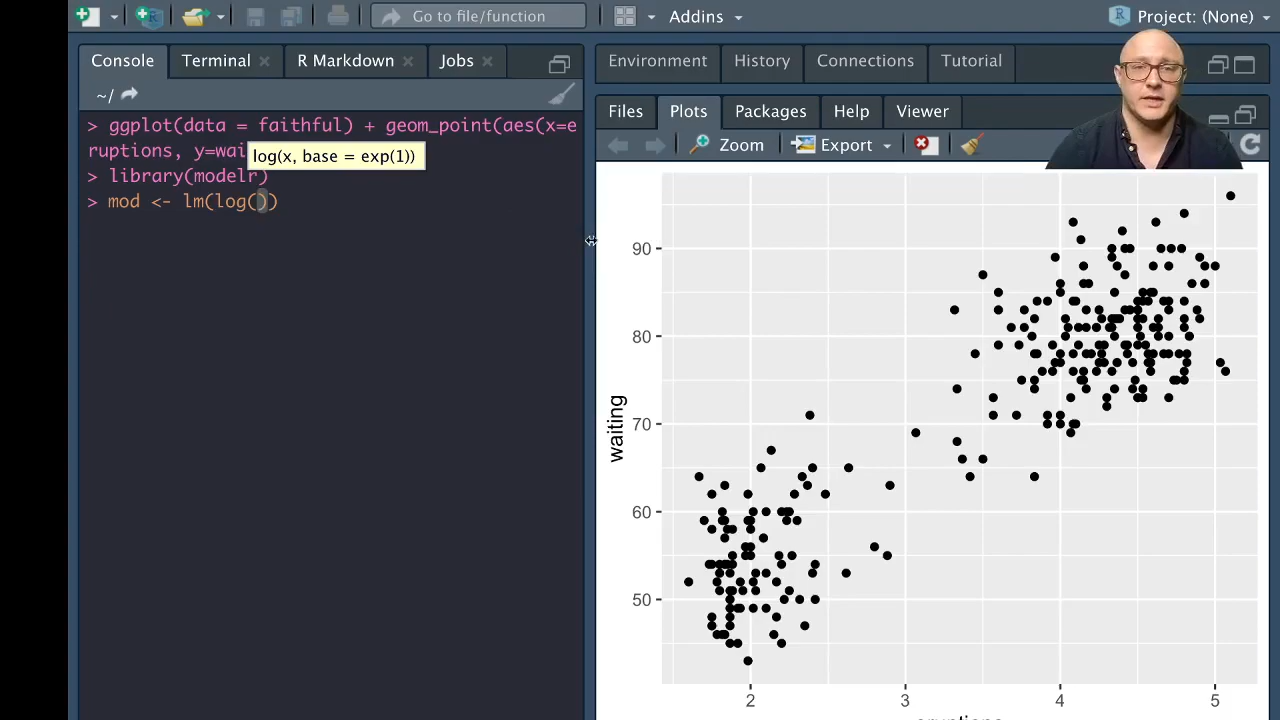 Go to file/function
Addins
Project: (None)
Console
Terminal
R Markdown
Jobs
Environment
History
Connections
Tutorial
~/
Files
Plots
Packages
Help
Viewer
Zoom
Export
> ggplot(data = faithful) + geom_point(aes(x=e
ruptions, y=wai
log(x, base = exp(1))
> library(modelr)
> mod <- lm(log())
waiting
90
80
70
60
50
2
3
4
5